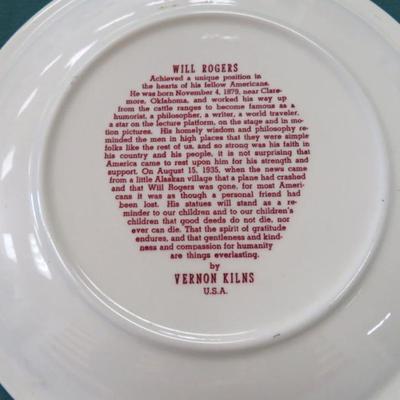 WILL ROGERS
Achieved a unique position in
the hearts of his fellow Americans.
He was born November 4, 1879, near Clare-
more, Oklahoma, and worked his way up
from the cattle ranges to become famous as a
humorist, a philosopher, a writer, a world traveler,
a star on the lecture platform, on the stage and in mo-
tion pictures. His homely wisdom and philosophy re-
minded the men in high places that they were simple
folks like the rest of us, and so strong was his faith in
his country and his people, it is not surprising that
America came to rest upon him for his strength and
support. On August 15, 1935, when the news came
from a little Alaskan village that a plane had crashed
and that Will Rogers was gone, for most Ameri-
cans it was as though a personal friend had
been lost. His statues will stand as a re-
minder to our children and to our children's
children that good deeds do not die, nor
ever can die. That the spirit of gratitude
endures, and that gentleness and kind-
ness and compassion for humanity
are things everlasting.
by
VERNON KILNS
U.S.A.